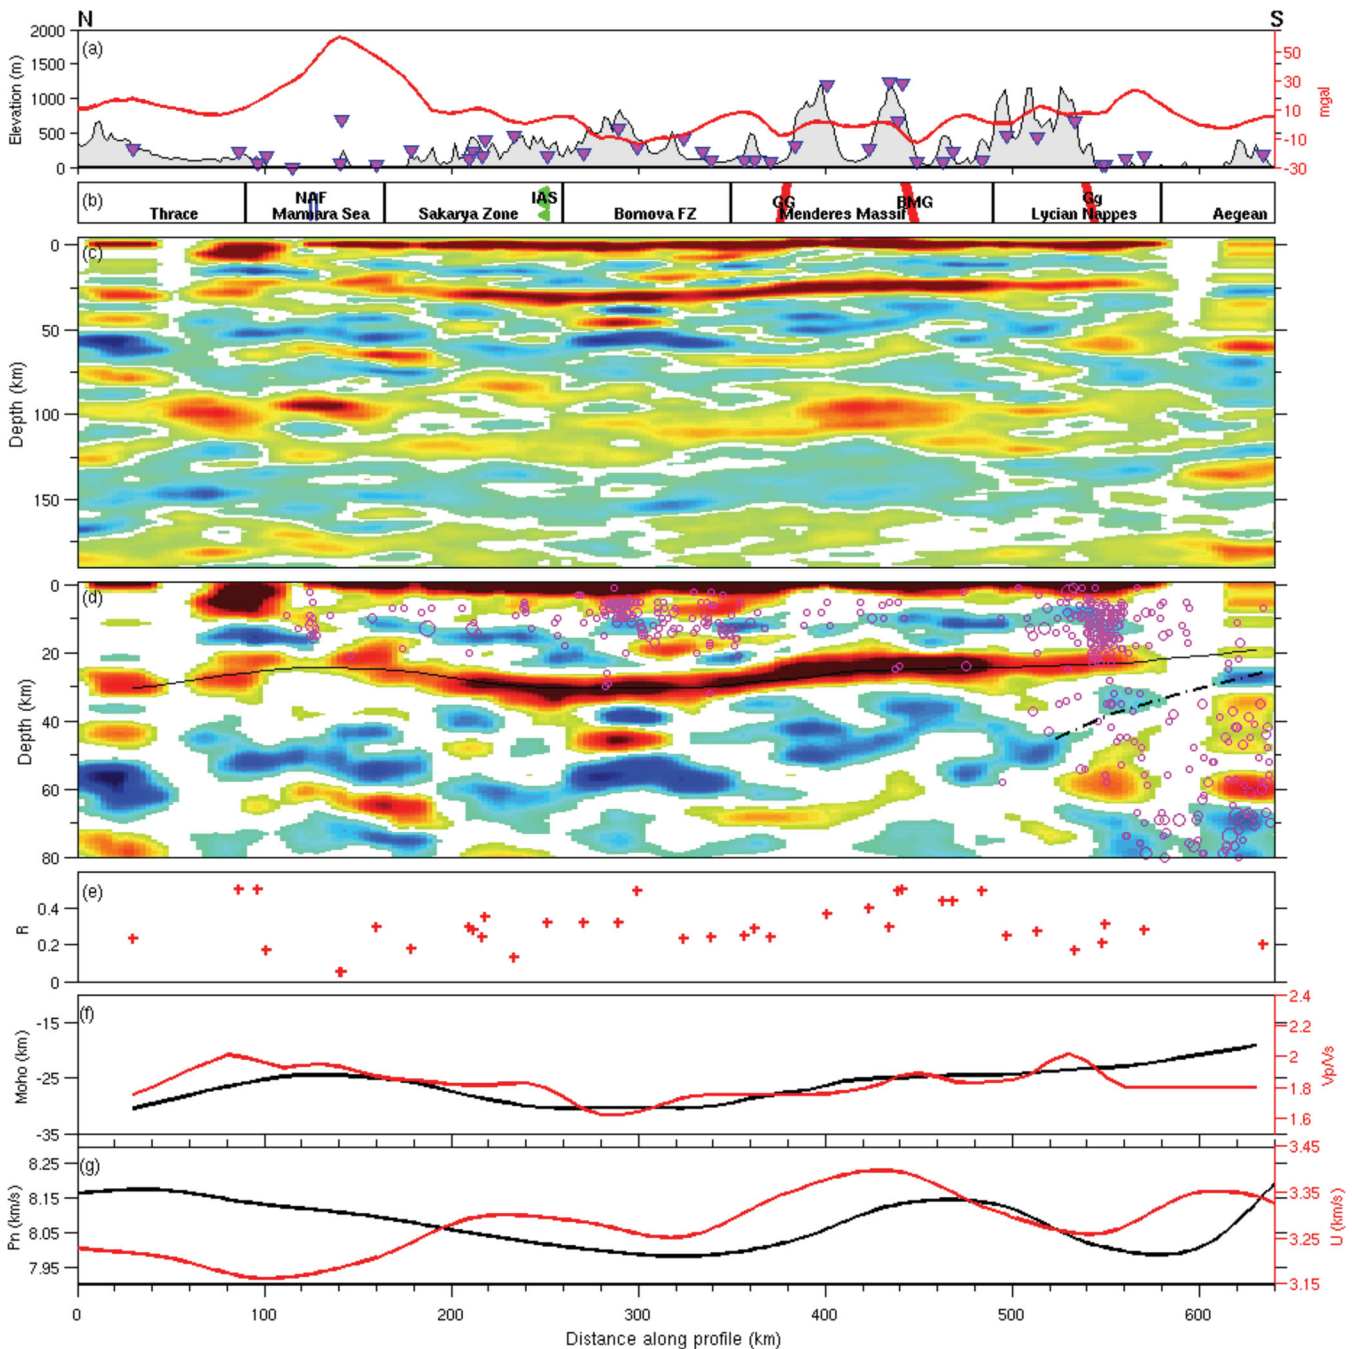 N S
2000
1500
1000
500
0
Elevation (m)
(a)
50
30
10
-10
-30
mgal
(b)
NAF IAS GG BMG Gg
Thrace Marmara Sea Sakarya Zone Bornova FZ Menderes Massif Lycian Nappes Aegean
(c)
0
50
100
150
Depth (km)
(d)
0
20
40
60
80
Depth (km)
(e)
0.4
0.2
0
R
(f)
-15
-25
-35
Moho (km)
2.4
2.2
2
1.8
1.6
Vp/Vs
(g)
8.25
8.15
8.05
7.95
Pn (km/s)
3.45
3.35
3.25
3.15
U (km/s)
0 100 200 300 400 500 600
Distance along profile (km)